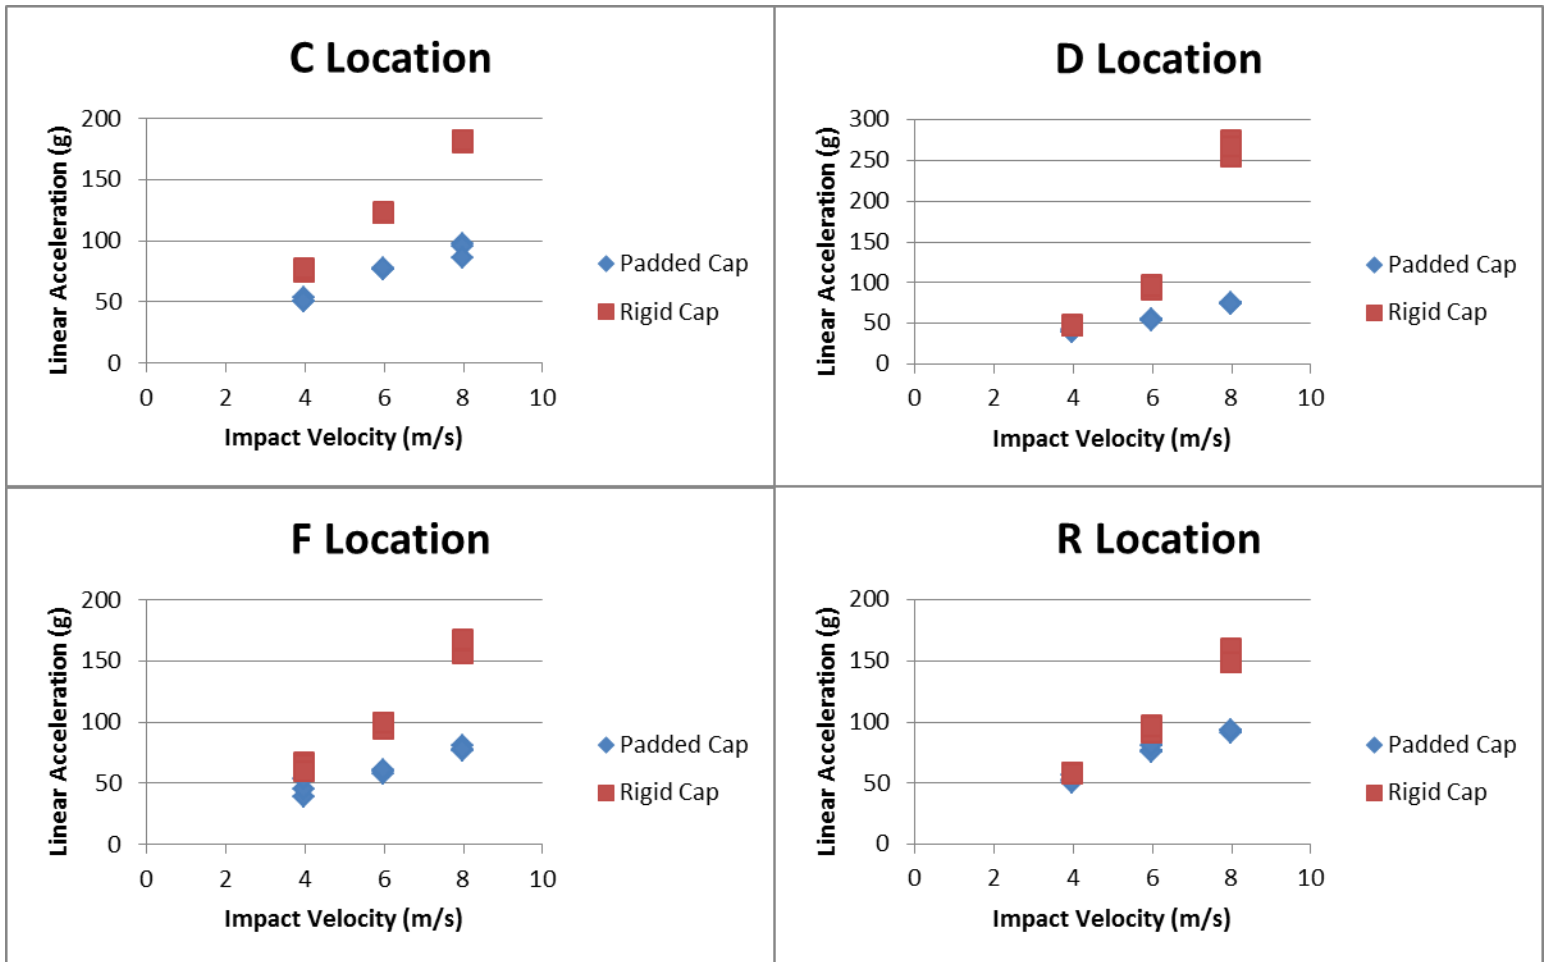 C Location
Linear Acceleration (g)
200
150
100
50
0
0 2 4 6 8 10
Impact Velocity (m/s)
Padded Cap
Rigid Cap
D Location
Linear Acceleration (g)
300
250
200
150
100
50
0
0 2 4 6 8 10
Impact Velocity (m/s)
Padded Cap
Rigid Cap
F Location
Linear Acceleration (g)
200
150
100
50
0
0 2 4 6 8 10
Impact Velocity (m/s)
Padded Cap
Rigid Cap
R Location
Linear Acceleration (g)
200
150
100
50
0
0 2 4 6 8 10
Impact Velocity (m/s)
Padded Cap
Rigid Cap